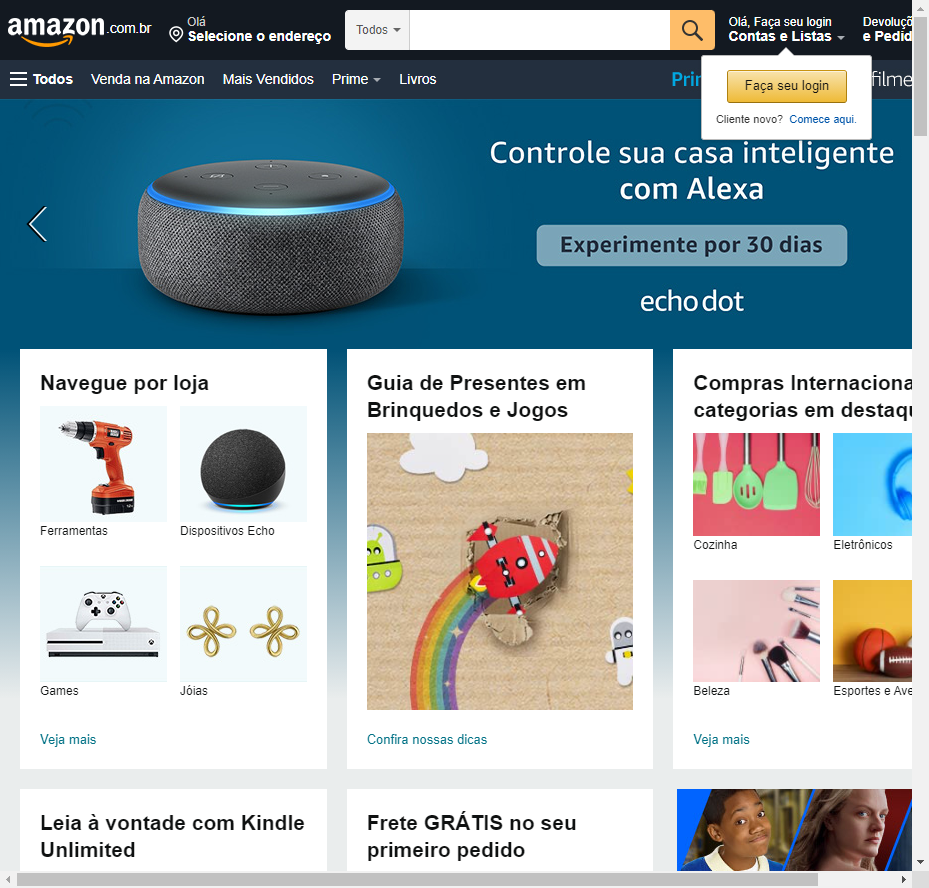 amazon.com.br
Olá
Selecione o endereço
Todos
Olá, Faça seu login
Contas e Listas
Devoluçõ
e Pedid
Todos
Venda na Amazon
Mais Vendidos
Prime
Livros
Prin
filme
Faça seu login
Cliente novo? Comece aqui.
Controle sua casa inteligente
com Alexa
Experimente por 30 dias
echo dot
Navegue por loja
Ferramentas
Dispositivos Echo
Games
Jóias
Veja mais
Guia de Presentes em
Brinquedos e Jogos
Confira nossas dicas
Compras Internaciona
categorias em destaqu
Cozinha
Eletrônicos
Beleza
Esportes e Ave
Veja mais
Leia à vontade com Kindle
Unlimited
Frete GRÁTIS no seu
primeiro pedido